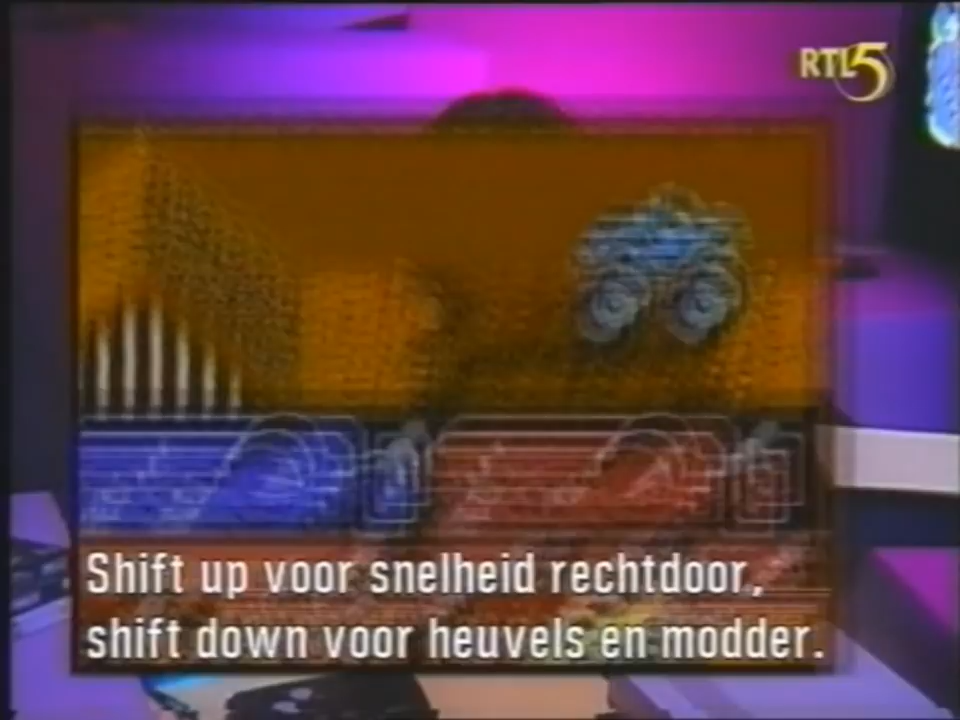 RTL5
Shift up voor snelheid rechtdoor,
shift down voor heuvels en modder.